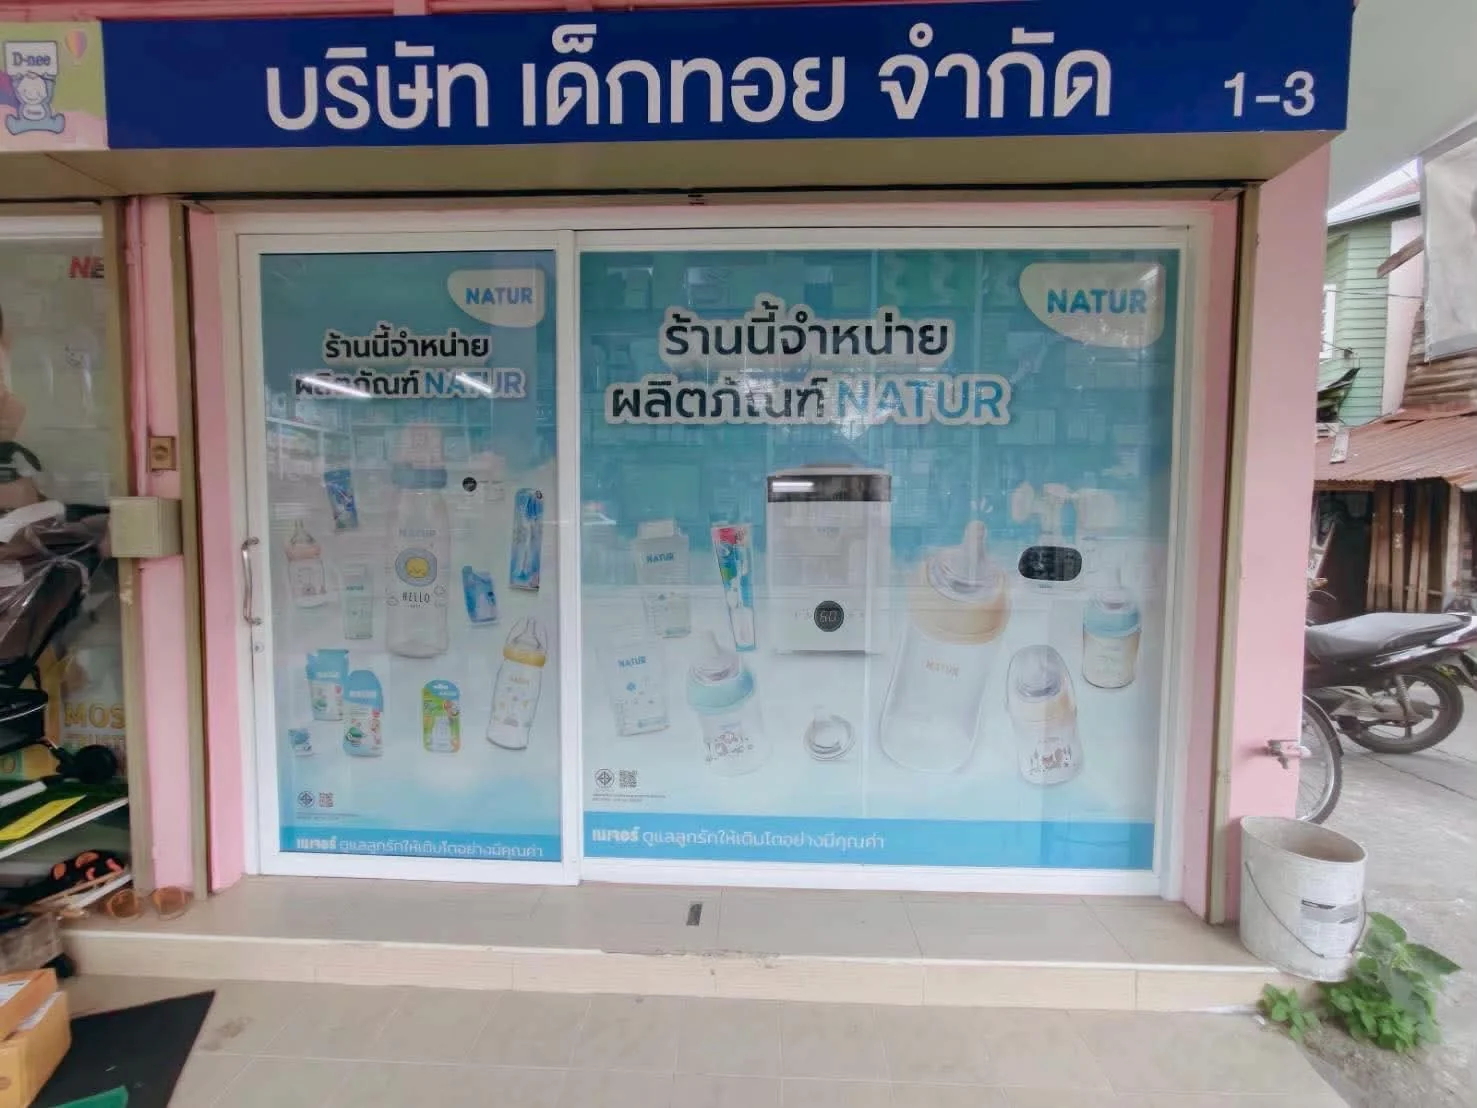 D-nee
บริษัท เด็กทอย จำกัด 1-3
NE
NATUR
ร้านนี้จำหน่าย
ผลิตภัณฑ์ NATUR
NATUR
HELLO
NATUR
เนเจอร์ ดูแลลูกรักให้เติบโตอย่างมีคุณค่า
NATUR
ร้านนี้จำหน่าย
ผลิตภัณฑ์ NATUR
NATUR
NATUR
NATUR
เนเจอร์ ดูแลลูกรักให้เติบโตอย่างมีคุณค่า
MOS